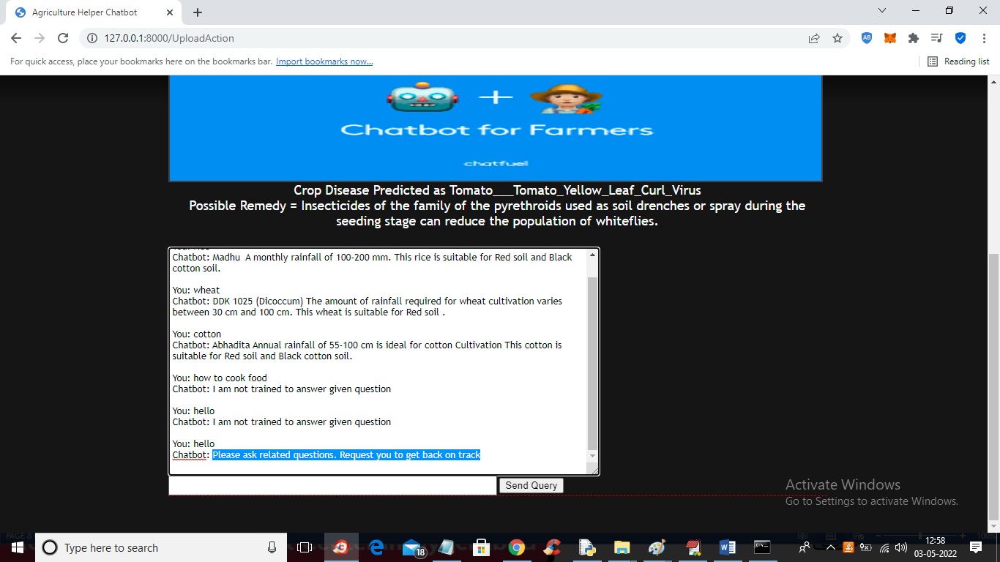 Agriculture Helper Chatbot
127.0.0.1:8000/UploadAction
For quick access, place your bookmarks here on the bookmarks bar. Import bookmarks now...
Reading list
Chatbot for Farmers
chatfuel
Crop Disease Predicted as Tomato___Tomato_Yellow_Leaf_Curl_Virus
Possible Remedy = Insecticides of the family of the pyrethroids used as soil drenches or spray during the
seeding stage can reduce the population of whiteflies.
Chatbot: Madhu A monthly rainfall of 100-200 mm. This rice is suitable for Red soil and Black
cotton soil.
You: wheat
Chatbot: DDK 1025 (Dicoccum) The amount of rainfall required for wheat cultivation varies
between 30 cm and 100 cm. This wheat is suitable for Red soil .
You: cotton
Chatbot: Abhadita Annual rainfall of 55-100 cm is ideal for cotton Cultivation This cotton is
suitable for Red soil and Black cotton soil.
You: how to cook food
Chatbot: I am not trained to answer given question
You: hello
Chatbot: I am not trained to answer given question
You: hello
Chatbot: Please ask related questions. Request you to get back on track
Send Query
Activate Windows
Go to Settings to activate Windows.
Type here to search
18
12:58
03-05-2022